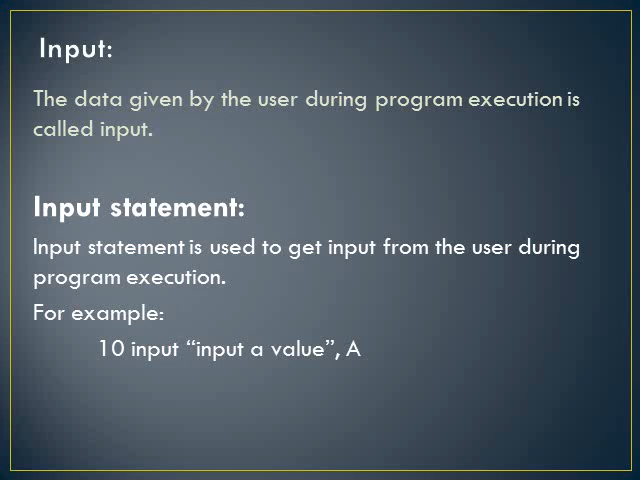 Input:
The data given by the user during program execution is
called input.
Input statement:
Input statement is used to get input from the user during
program execution.
For example:
10 input “input a value”, A